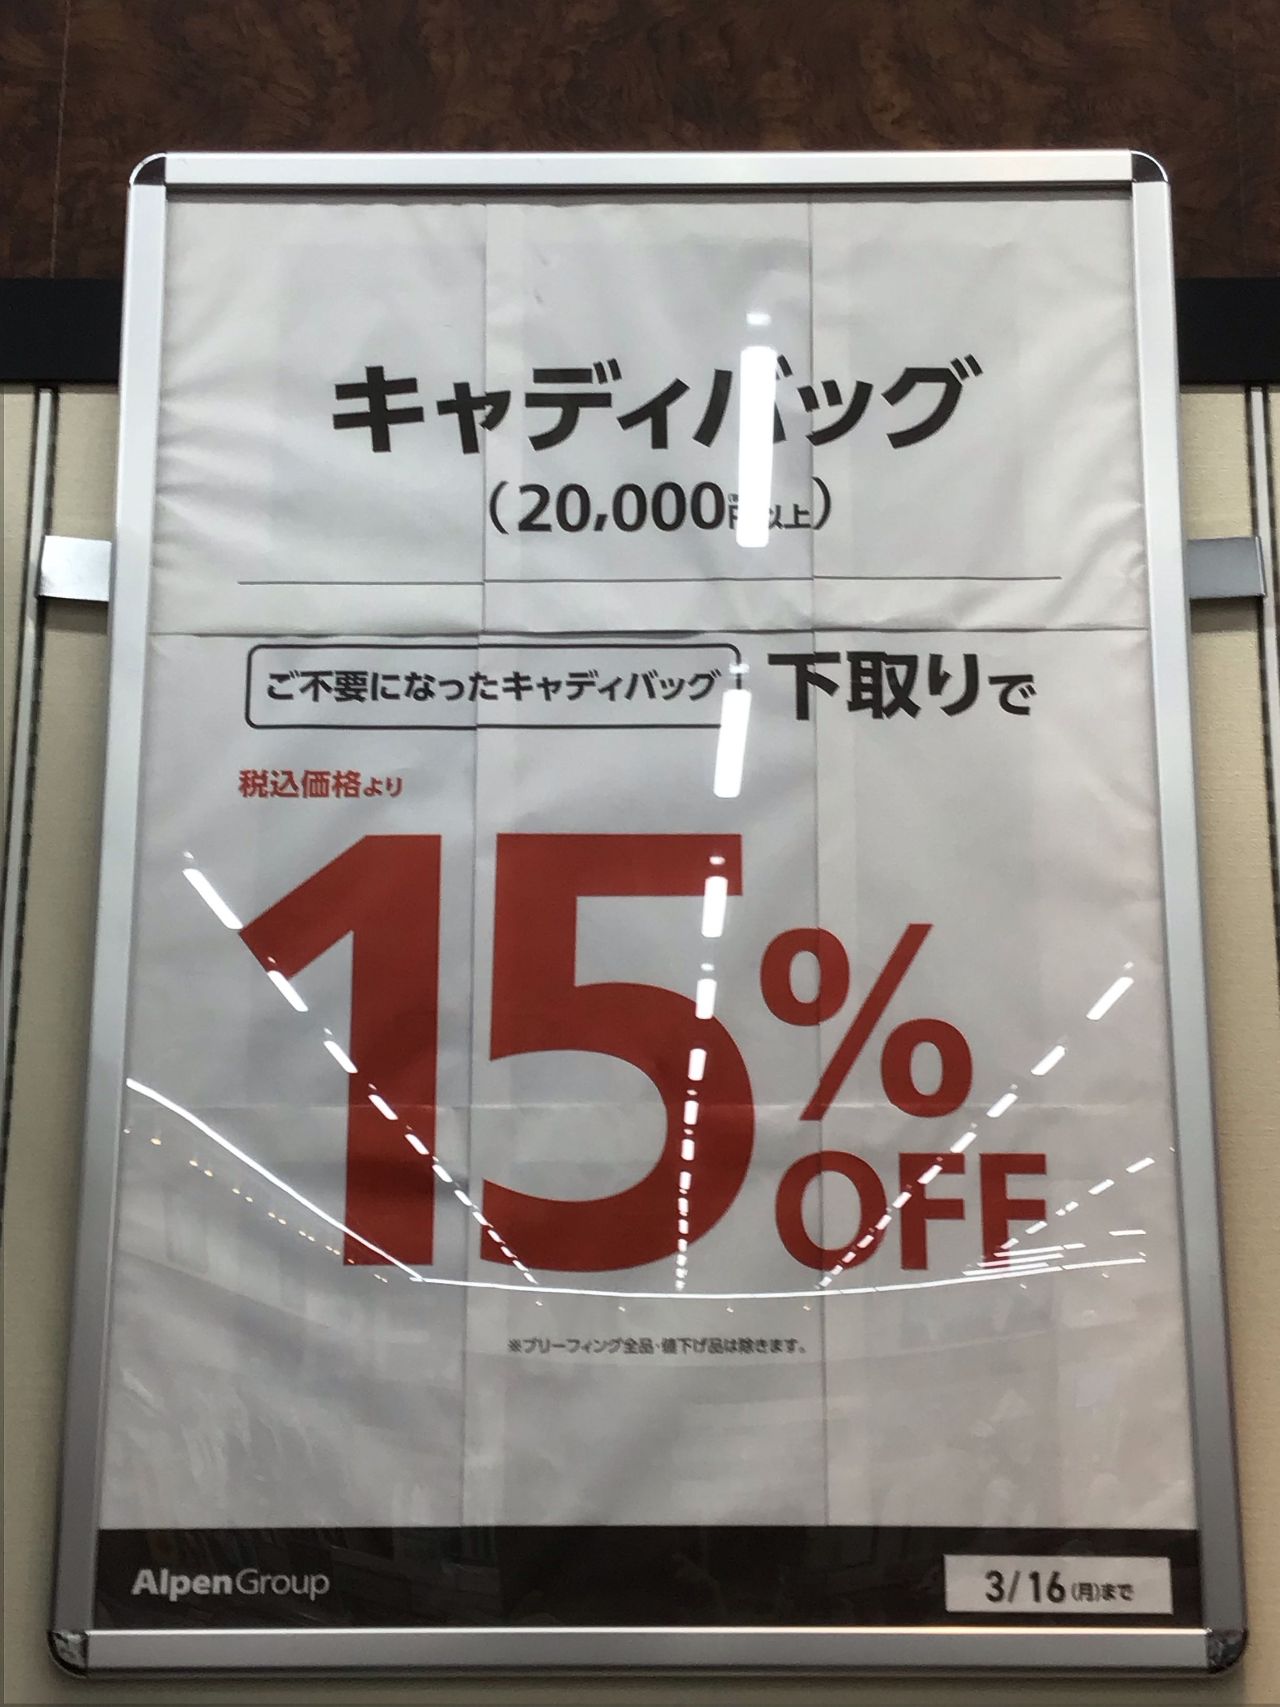 キャディバッグ
(20,000円以上)
ご不要になったキャディバッグ 下取りで
税込価格より
15%
OFF
※ブリーフィング全品・値下げ品は除きます。
AlpenGroup
3/16(月)まで